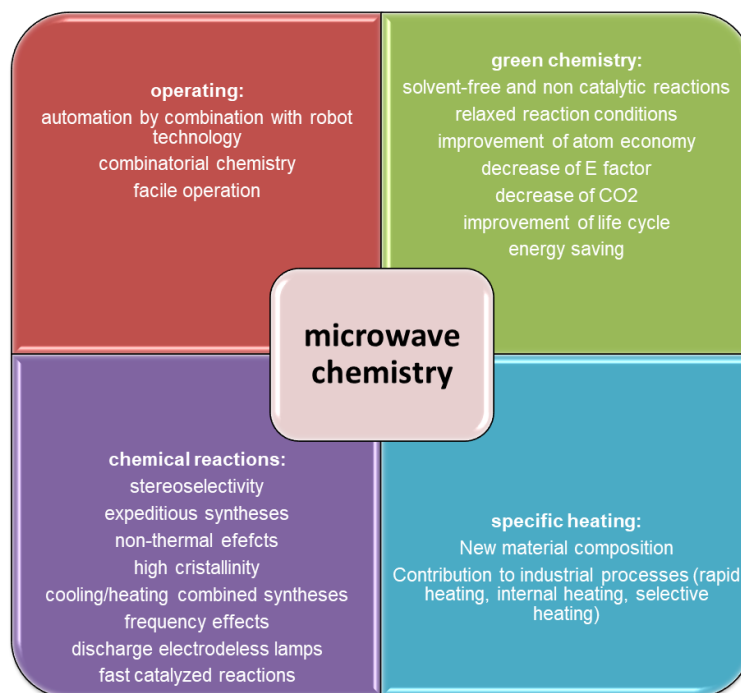 operating:
automation by combination with robot
technology
combinatorial chemistry
facile operation
green chemistry:
solvent-free and non catalytic reactions
relaxed reaction conditions
improvement of atom economy
decrease of E factor
decrease of CO2
improvement of life cycle
energy saving
microwave
chemistry
chemical reactions:
stereoselectivity
expeditious syntheses
non-thermal efefcts
high cristallinity
cooling/heating combined syntheses
frequency effects
discharge electrodeless lamps
fast catalyzed reactions
specific heating:
New material composition
Contribution to industrial processes (rapid
heating, internal heating, selective
heating)